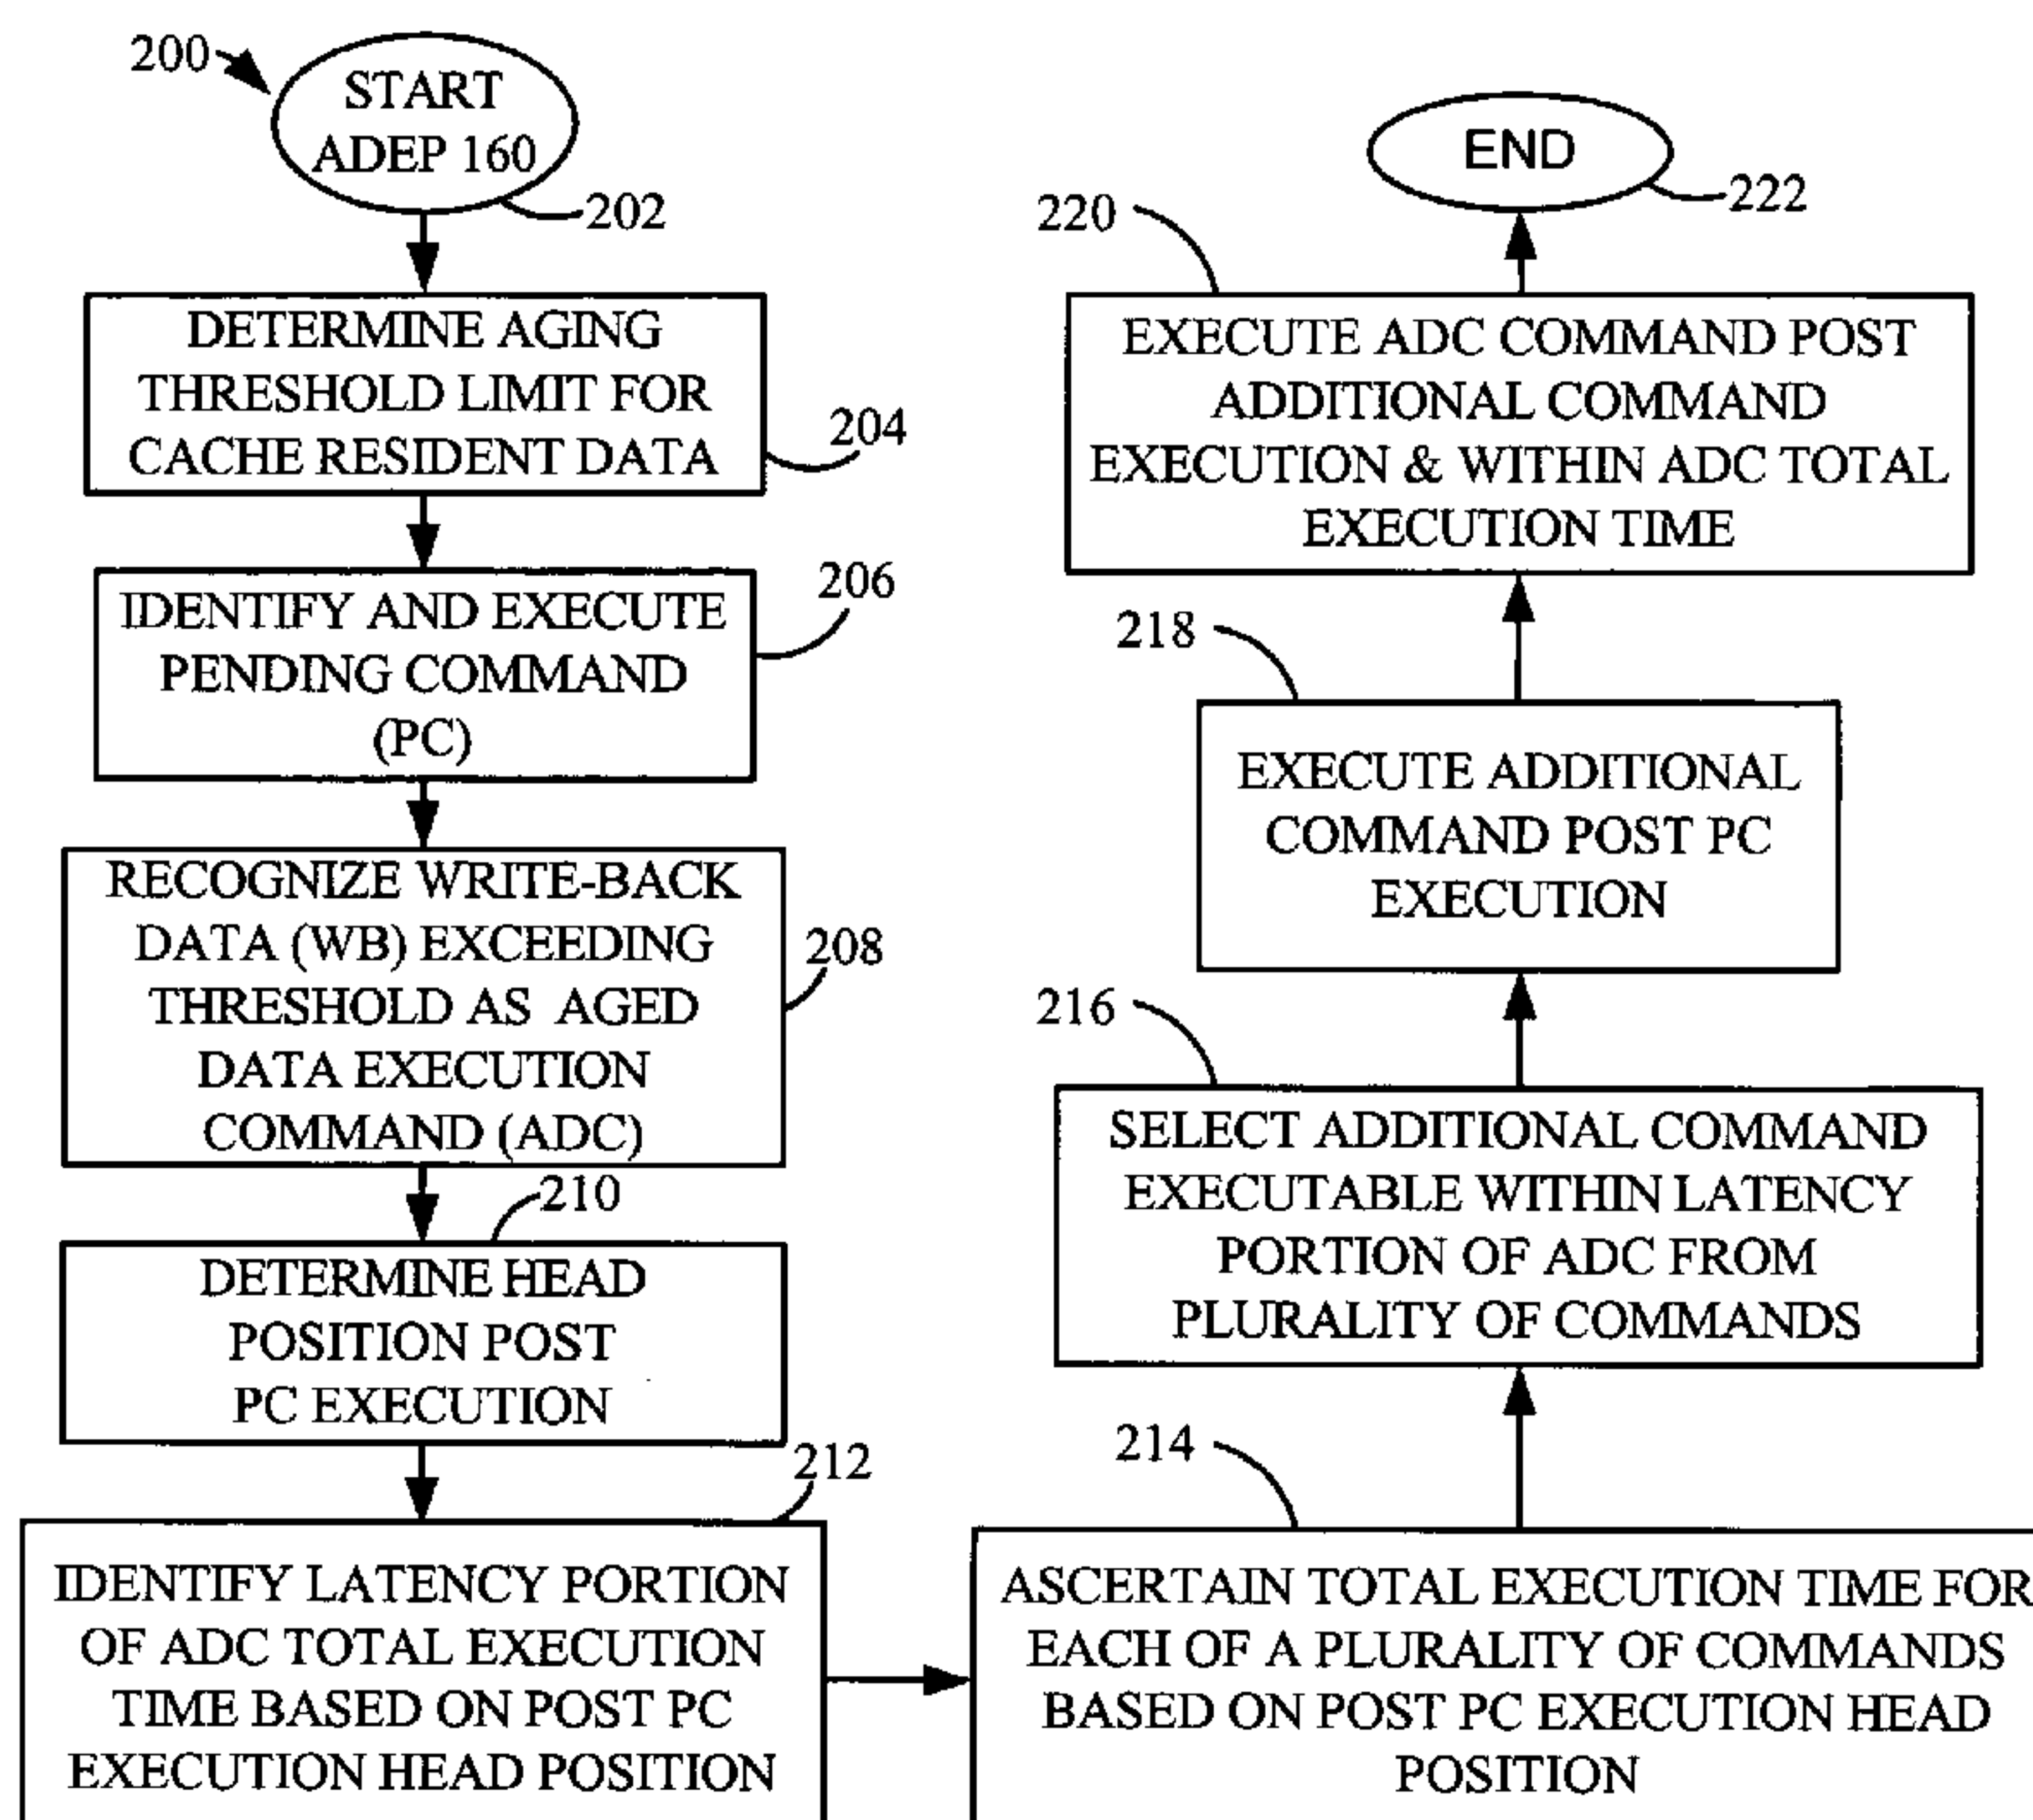 200
START
ADEP 160
202
DETERMINE AGING
THRESHOLD LIMIT FOR
CACHE RESIDENT DATA
204
IDENTIFY AND EXECUTE
PENDING COMMAND
(PC)
206
RECOGNIZE WRITE-BACK
DATA (WB) EXCEEDING
THRESHOLD AS AGED
DATA EXECUTION
COMMAND (ADC)
208
210
DETERMINE HEAD
POSITION POST
PC EXECUTION
212
IDENTIFY LATENCY PORTION
OF ADC TOTAL EXECUTION
TIME BASED ON POST PC
EXECUTION HEAD POSITION
214
ASCERTAIN TOTAL EXECUTION TIME FOR
EACH OF A PLURALITY OF COMMANDS
BASED ON POST PC EXECUTION HEAD
POSITION
216
SELECT ADDITIONAL COMMAND
EXECUTABLE WITHIN LATENCY
PORTION OF ADC FROM
PLURALITY OF COMMANDS
218
EXECUTE ADDITIONAL
COMMAND POST PC
EXECUTION
220
EXECUTE ADC COMMAND POST
ADDITIONAL COMMAND
EXECUTION & WITHIN ADC TOTAL
EXECUTION TIME
END
222